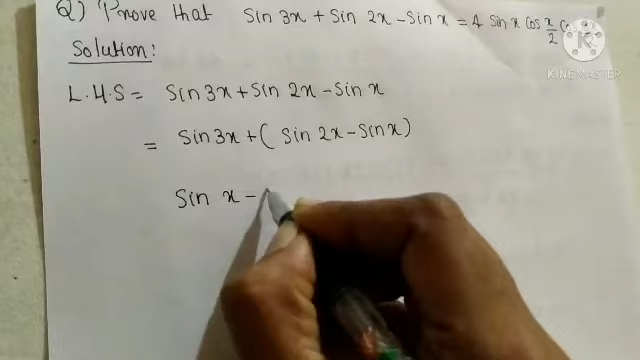 Q) Prove that Sin 3x + Sin 2x - Sin x = 4 Sin x Cos x/2
Solution:
L.H.S = Sin 3x + Sin 2x - Sin x
= Sin 3x + ( Sin 2x - Sin x )
Sin x -
KINEMASTER